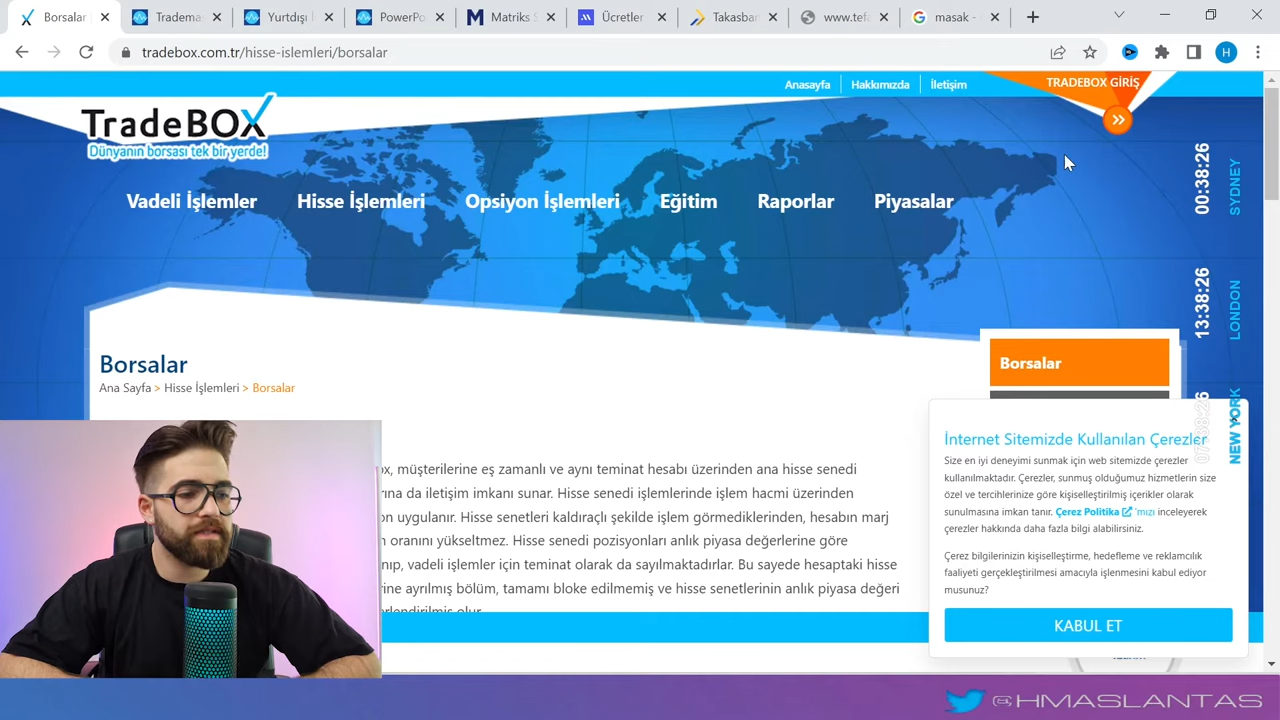 Borsalar
Tradema
Yurtdışı
PowerPo
Matriks
Ücretler
Takasban
www.tefa
masak -
tradebox.com.tr/hisse-islemleri/borsalar
H
Anasayfa
Hakkımızda
İletişim
TRADEBOX GİRİŞ
TradeBOX
Dünyanın borsası tek bir yerde!
Vadeli İşlemler
Hisse İşlemleri
Opsiyon İşlemleri
Eğitim
Raporlar
Piyasalar
00:38:26
SYDNEY
13:38:26
LONDON
07:38:26
NEW YORK
Borsalar
Ana Sayfa > Hisse İşlemleri > Borsalar
Borsalar
ox, müşterilerine eş zamanlı ve aynı teminat hesabı üzerinden ana hisse senedi
rına da iletişim imkanı sunar. Hisse senedi işlemlerinde işlem hacmi üzerinden
on uygulanır. Hisse senetleri kaldıraçlı şekilde işlem görmediklerinden, hesabın marj
n oranını yükseltmez. Hisse senedi pozisyonları anlık piyasa değerlerine göre
nıp, vadeli işlemler için teminat olarak da sayılmaktadırlar. Bu sayede hesaptaki hisse
rine ayrılmış bölüm, tamamı bloke edilmemiş ve hisse senetlerinin anlık piyasa değeri
erlendirilmiş olur.
İnternet Sitemizde Kullanılan Çerezler
Size en iyi deneyimi sunmak için web sitemizde çerezler
kullanılmaktadır. Çerezler, sunmuş olduğumuz hizmetlerin size
özel ve tercihlerinize göre kişiselleştirilmiş içerikler olarak
sunulmasına imkan tanır. Çerez Politika 'mızı inceleyerek
çerezler hakkında daha fazla bilgi alabilirsiniz.
Çerez bilgilerinizin kişiselleştirme, hedefleme ve reklamcılık
faaliyeti gerçekleştirilmesi amacıyla işlenmesini kabul ediyor
musunuz?
KABUL ET
@HMASLANTAS